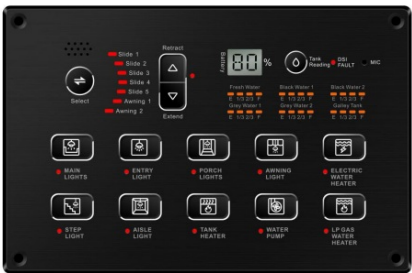 Slide 1
Slide 2
Slide 3
Slide 4
Slide 5
Awning 1
Awning 2
Select
Retract
Extend
Battery
80 %
Tank Reading
DSI FAULT
MIC
Fresh Water
Black Water 1
Black Water 2
E 1/3 2/3 F
E 1/3 2/3 F
E 1/3 2/3 F
Grey Water 1
Grey Water 2
Galley Tank
E 1/3 2/3 F
E 1/3 2/3 F
E 1/3 2/3 F
MAIN LIGHTS
ENTRY LIGHT
PORCH LIGHTS
AWNING LIGHT
ELECTRIC WATER HEATER
STEP LIGHT
AISLE LIGHT
TANK HEATER
WATER PUMP
LP GAS WATER HEATER